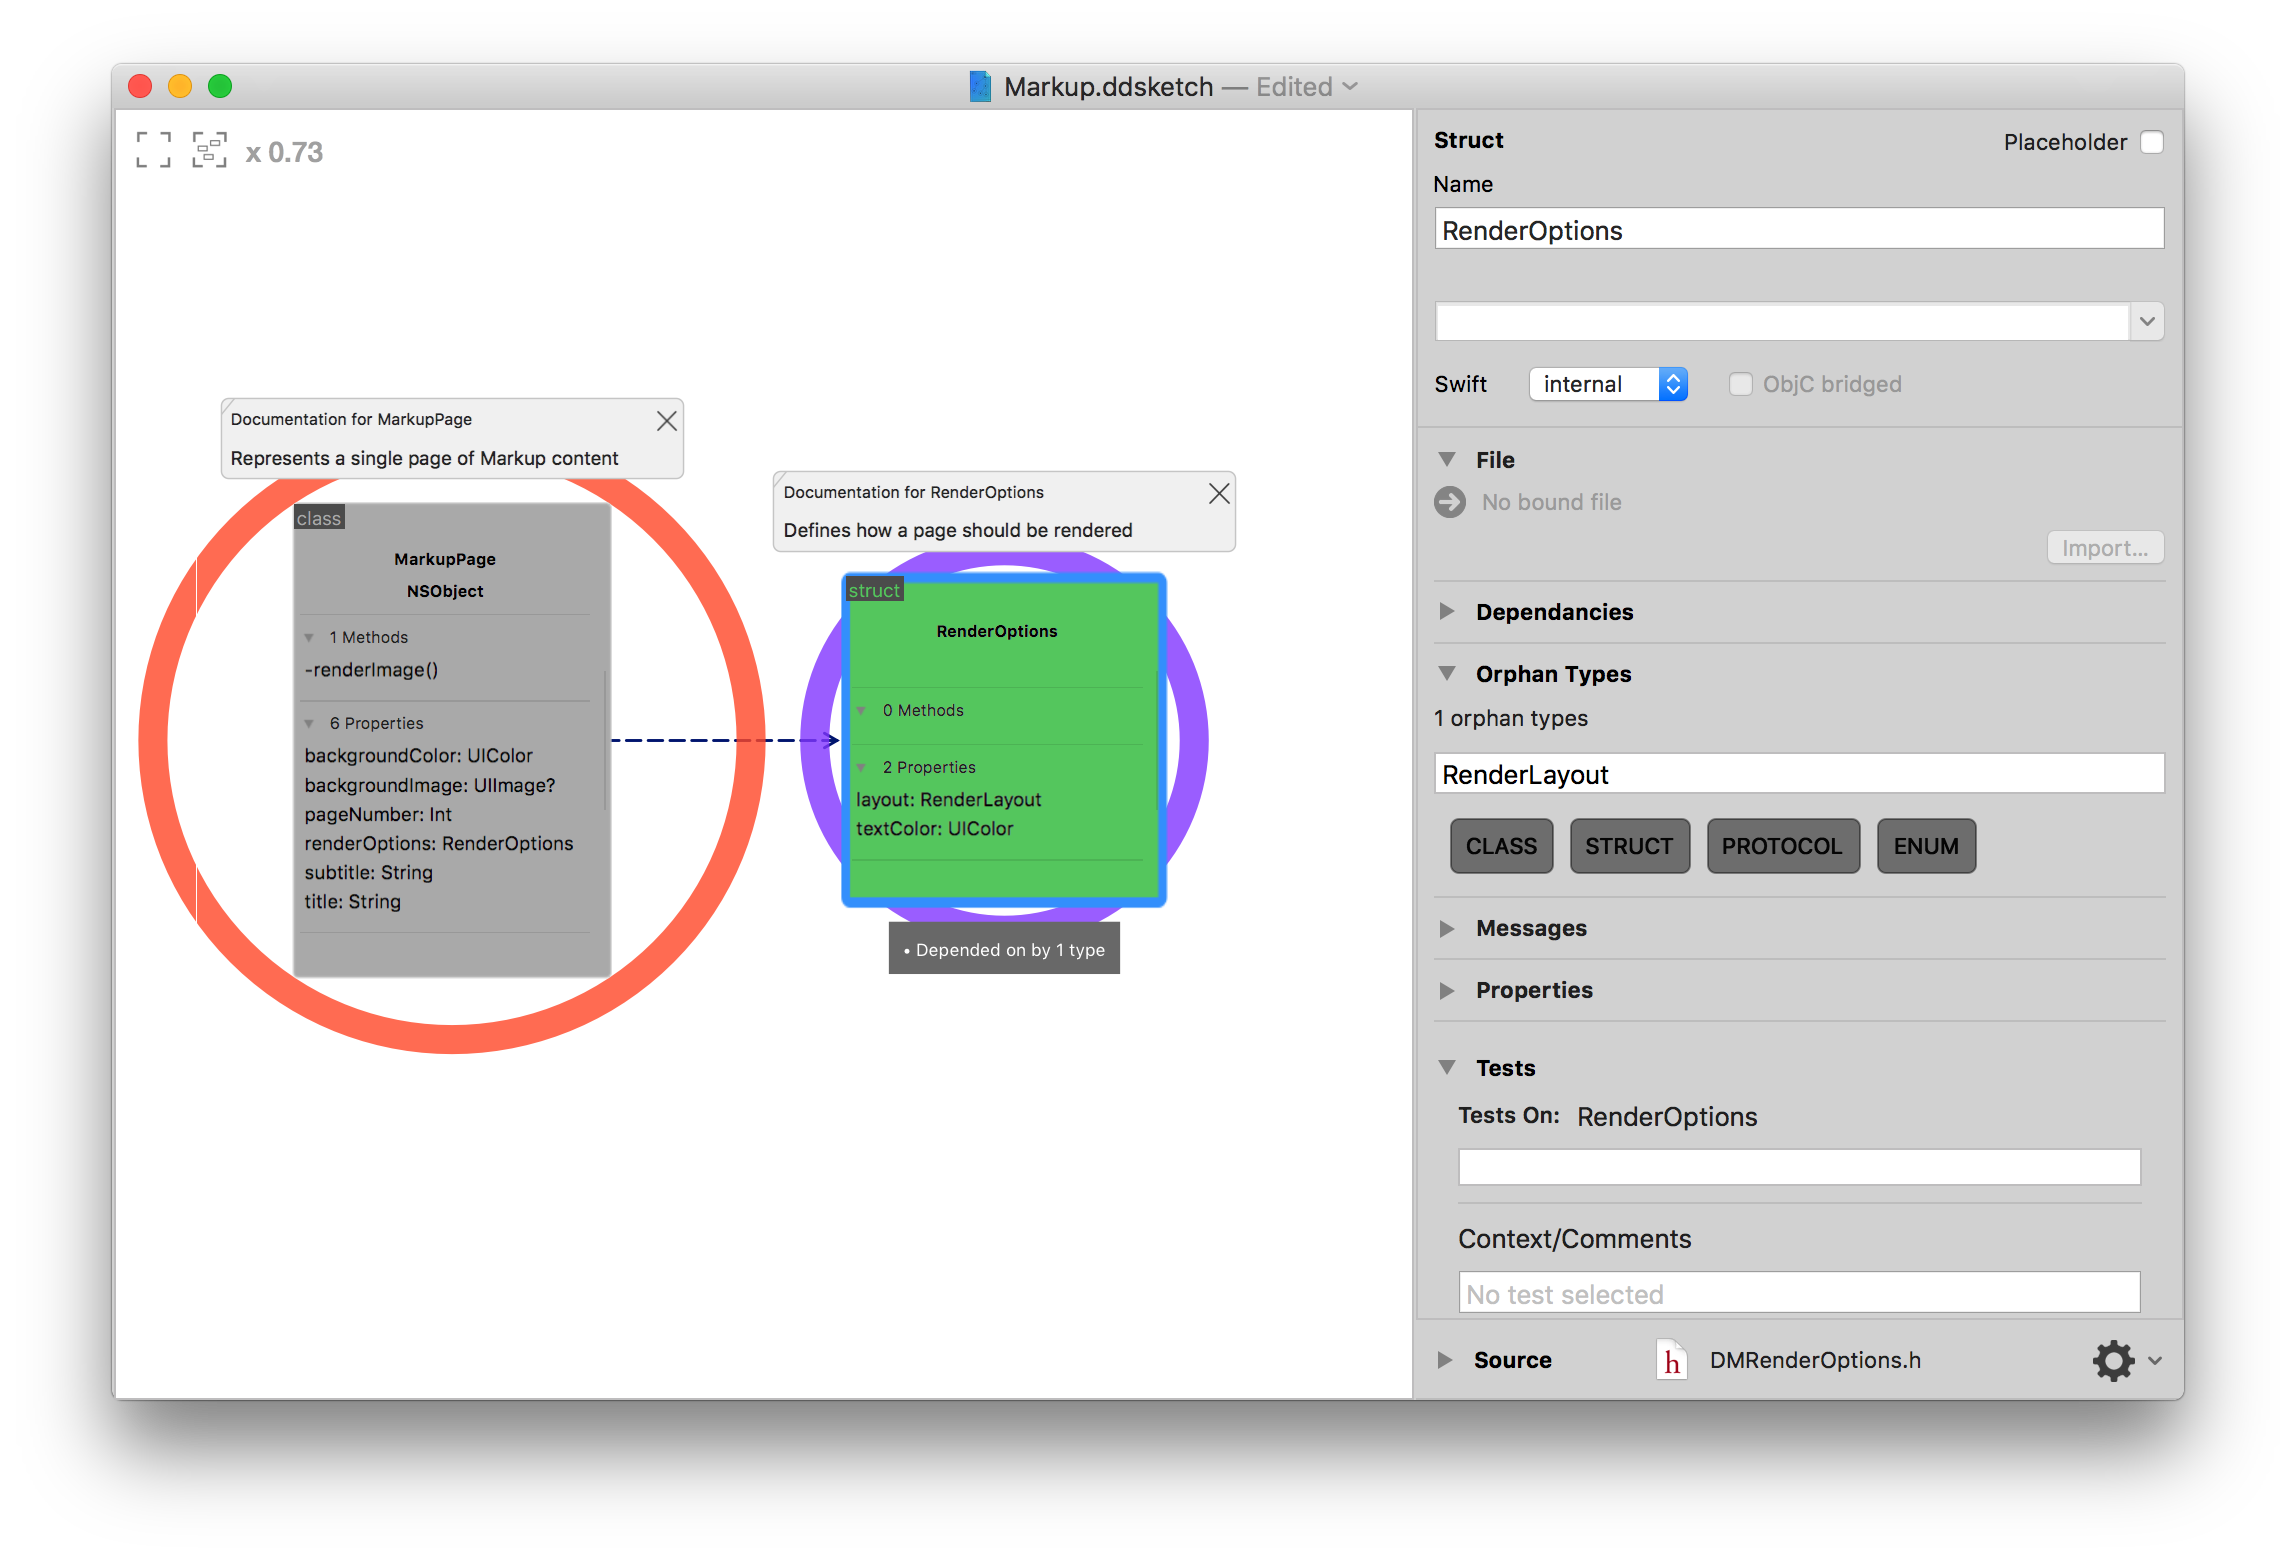 Markup.ddsketch — Edited
x 0.73
Documentation for MarkupPage
Represents a single page of Markup content
class
MarkupPage
NSObject
1 Methods
-renderImage()
6 Properties
backgroundColor: UIColor
backgroundImage: UIImage?
pageNumber: Int
renderOptions: RenderOptions
subtitle: String
title: String
Documentation for RenderOptions
Defines how a page should be rendered
struct
RenderOptions
0 Methods
2 Properties
layout: RenderLayout
textColor: UIColor
• Depended on by 1 type
Struct
Placeholder
Name
RenderOptions
Swift internal ObjC bridged
File
No bound file
Import...
Dependancies
Orphan Types
1 orphan types
RenderLayout
CLASS STRUCT PROTOCOL ENUM
Messages
Properties
Tests
Tests On: RenderOptions
Context/Comments
No test selected
Source h DMRenderOptions.h